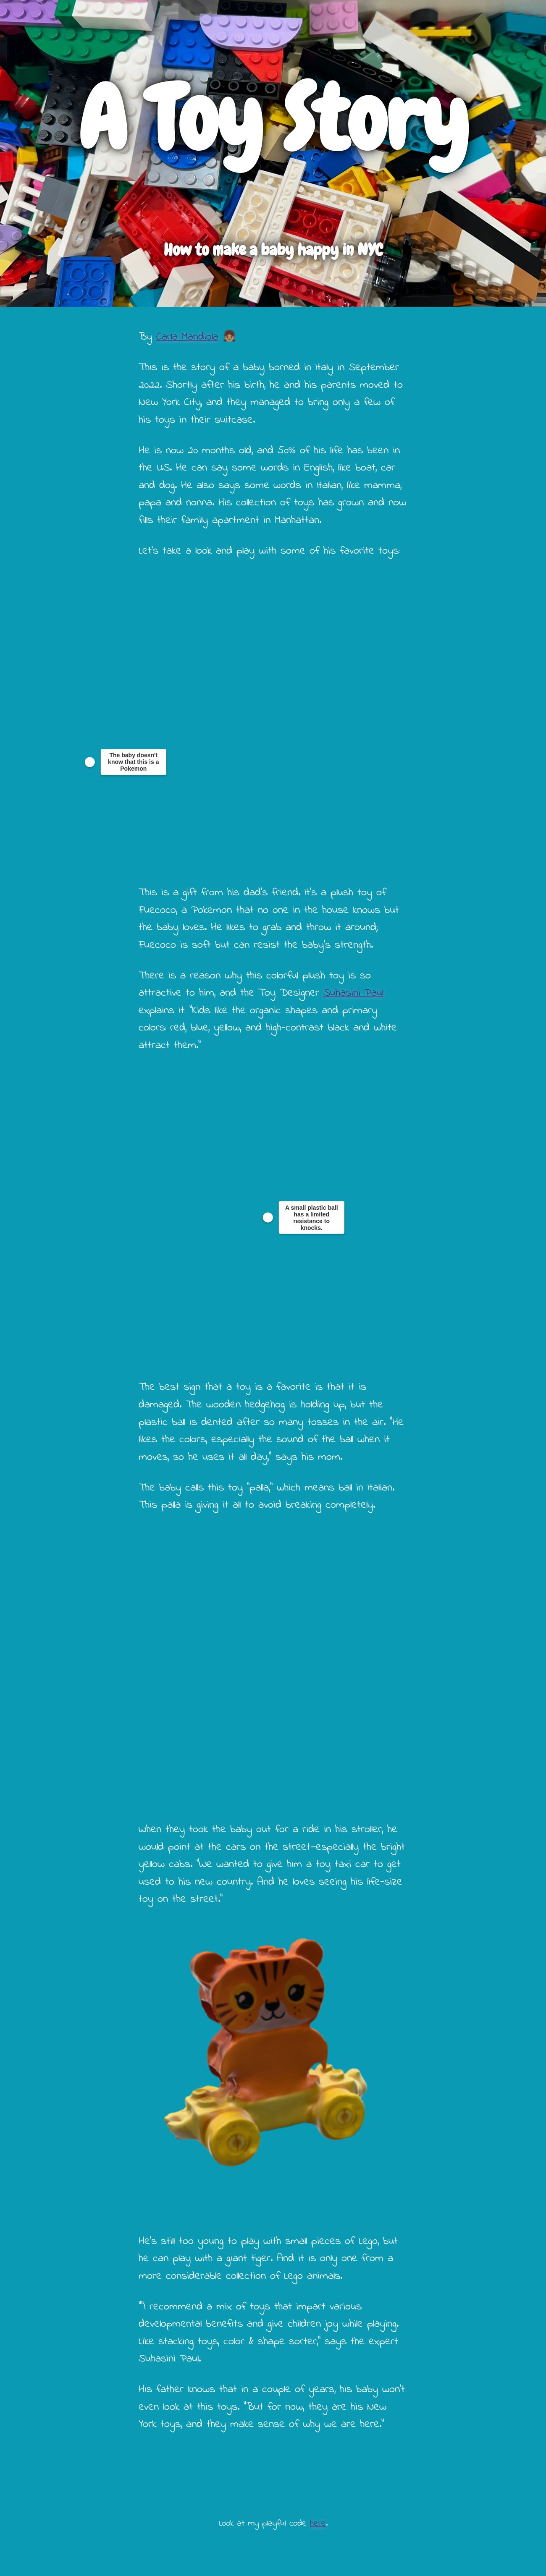 A Toy Story
How to make a baby happy in NYC
By Carla Mandiola 👧🏽
This is the story of a baby borned in Italy in September
2022. Shortly after his birth, he and his parents moved to
New York City, and they managed to bring only a few of
his toys in their suitcase.
He is now 20 months old, and 50% of his life has been in
the US. He can say some words in English, like boat, car
and dog. He also says some words in Italian, like mamma,
papa and nonna. His collection of toys has grown and now
fills their family apartment in Manhattan.
Let's take a look and play with some of his favorite toys:
The baby doesn't
know that this is a
Pokemon
This is a gift from his dad's friend. It's a plush toy of
Fuecoco, a Pokemon that no one in the house knows but
the baby loves. He likes to grab and throw it around;
Fuecoco is soft but can resist the baby's strength.
There is a reason why this colorful plush toy is so
attractive to him, and the Toy Designer Suhasini Paul
explains it: "Kids like the organic shapes and primary
colors: red, blue, yellow, and high-contrast black and white
attract them."
A small plastic ball
has a limited
resistance to
knocks.
The best sign that a toy is a favorite is that it is
damaged. The wooden hedgehog is holding up, but the
plastic ball is dented after so many tosses in the air. "He
likes the colors, especially the sound of the ball when it
moves, so he uses it all day," says his mom.
The baby calls this toy "palla," which means ball in Italian.
This palla is giving it all to avoid breaking completely.
When they took the baby out for a ride in his stroller, he
would point at the cars on the street—especially the bright
yellow cabs. "We wanted to give him a toy taxi car to get
used to his new country. And he loves seeing his life-size
toy on the street."
He's still too young to play with small pieces of Lego, but
he can play with a giant tiger. And it is only one from a
more considerable collection of Lego animals.
""I recommend a mix of toys that impart various
developmental benefits and give children joy while playing.
Like stacking toys, color & shape sorter," says the expert
Suhasini Paul.
His father knows that in a couple of years, his baby won't
even look at this toys. "But for now, they are his New
York toys, and they make sense of why we are here."
Look at my playful code here.